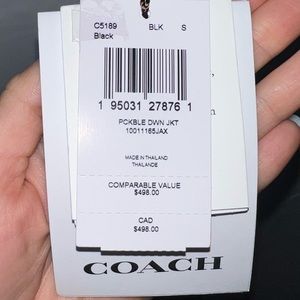 C5189 BLK S
Black
1 95031 27876 1
PCKBLE DWN JKT
10011165JAX
MADE IN THAILAND
THAILANDE
COMPARABLE VALUE
$498.00
CAD
$498.00
COACH